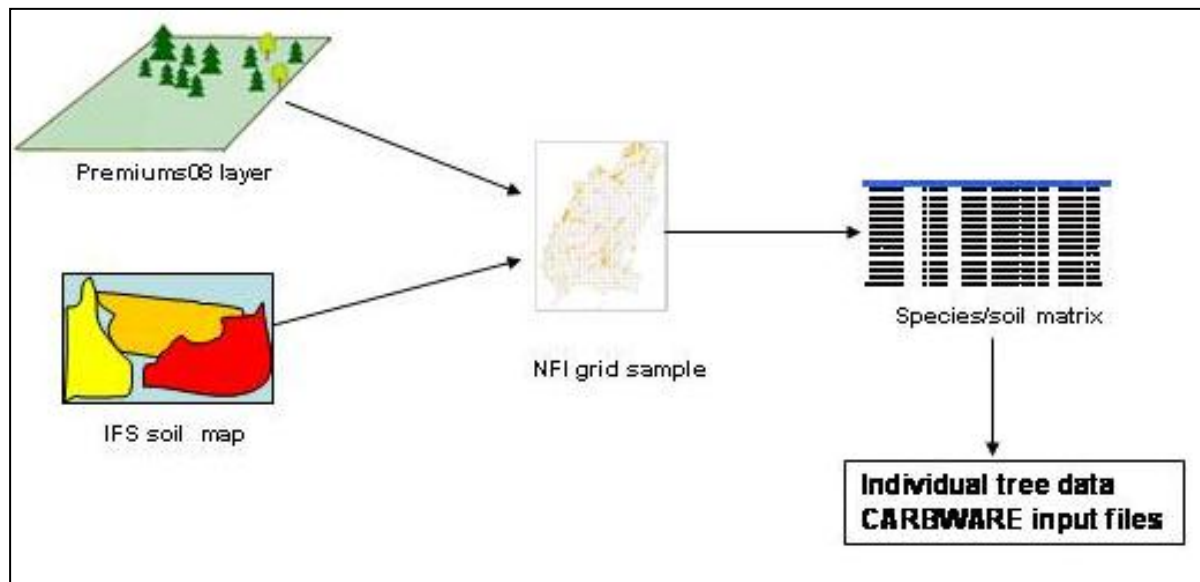 Premiums08 layer
IFS soil map
NFI grid sample
Species/soil matrix
Individual tree data
CARBWARE input files